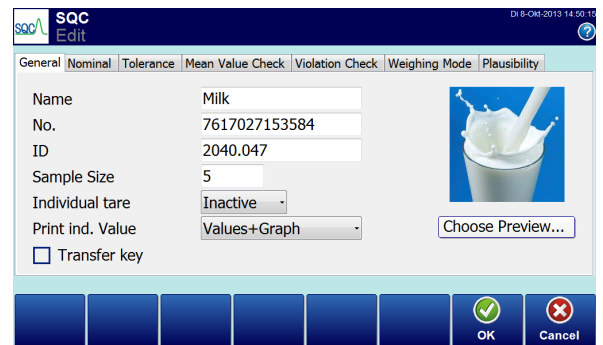 Di 8-Okt-2013 14:50:15
SQC SQC
Edit
?
General Nominal Tolerance Mean Value Check Violation Check Weighing Mode Plausibility
Name Milk
No. 7617027153584
ID 2040.047
Sample Size 5
Individual tare Inactive
Print ind. Value Values+Graph Choose Preview...
Transfer key
OK Cancel